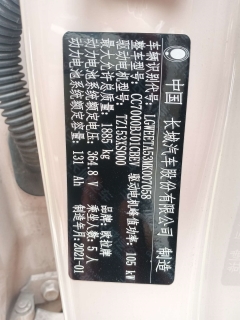 中国 长城汽车股份有限公司 制造
车辆识别代号: LGWEETA53MK007058
整车型号: CC7000BJ01CBEV 驱动电机峰值功率: 105 kW
驱动电机型号: TZ153XS000
最大允许总质量: 1885 kg 品牌: 欧拉牌
动力电池系统额定电压: 364.8 V 乘坐人数: 5 人
动力电池系统额定容量: 131 Ah 制造年月: 2021-01